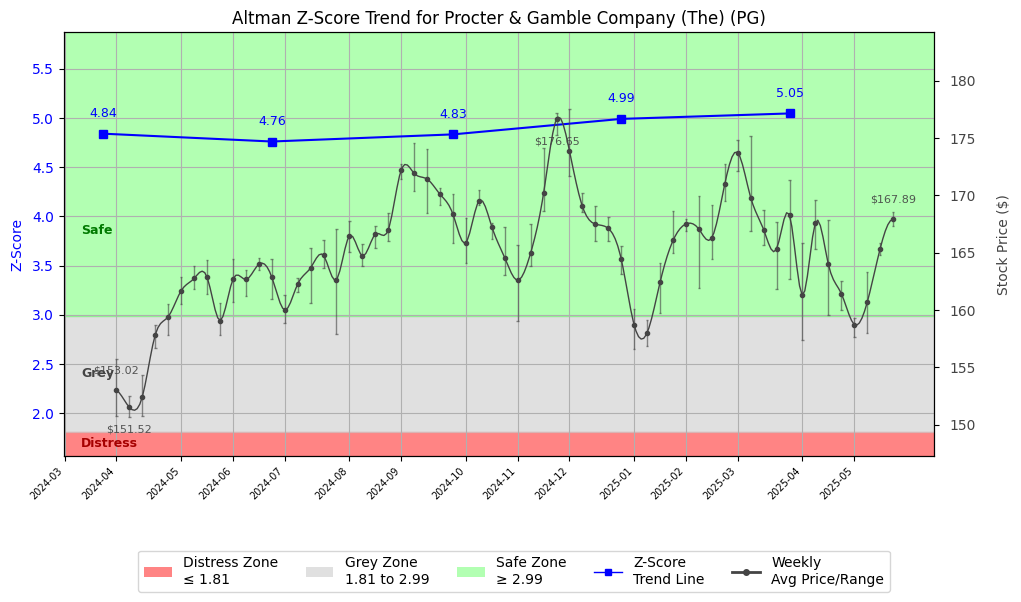 Altman Z-Score Trend for Procter & Gamble Company (The) (PG)
5.5
5.0
4.5
4.0
3.5
3.0
2.5
2.0
Z-Score
180
175
170
165
160
155
150
Stock Price ($)
4.84
4.76
4.83
4.99
5.05
$176.65
$167.89
$153.02
$151.52
Safe
Grey
Distress
2024-03
2024-04
2024-05
2024-06
2024-07
2024-08
2024-09
2024-10
2024-11
2024-12
2025-01
2025-02
2025-03
2025-04
2025-05
Distress Zone
≤ 1.81
Grey Zone
1.81 to 2.99
Safe Zone
≥ 2.99
Z-Score
Trend Line
Weekly
Avg Price/Range